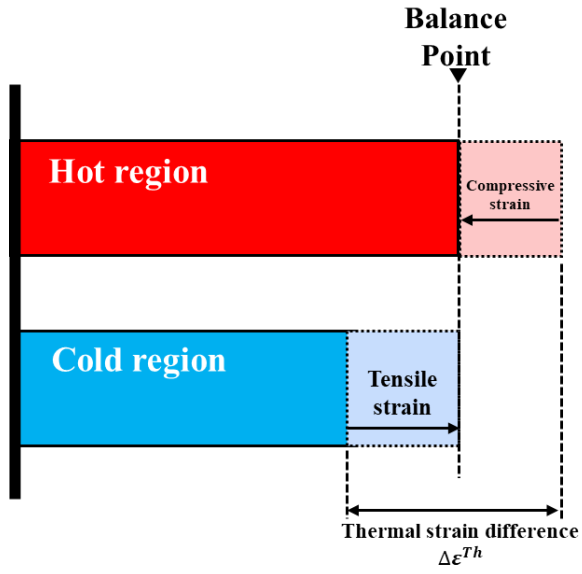 Balance
Point
Hot region
Compressive
strain
Cold region
Tensile
strain
Thermal strain difference
Δε^Th